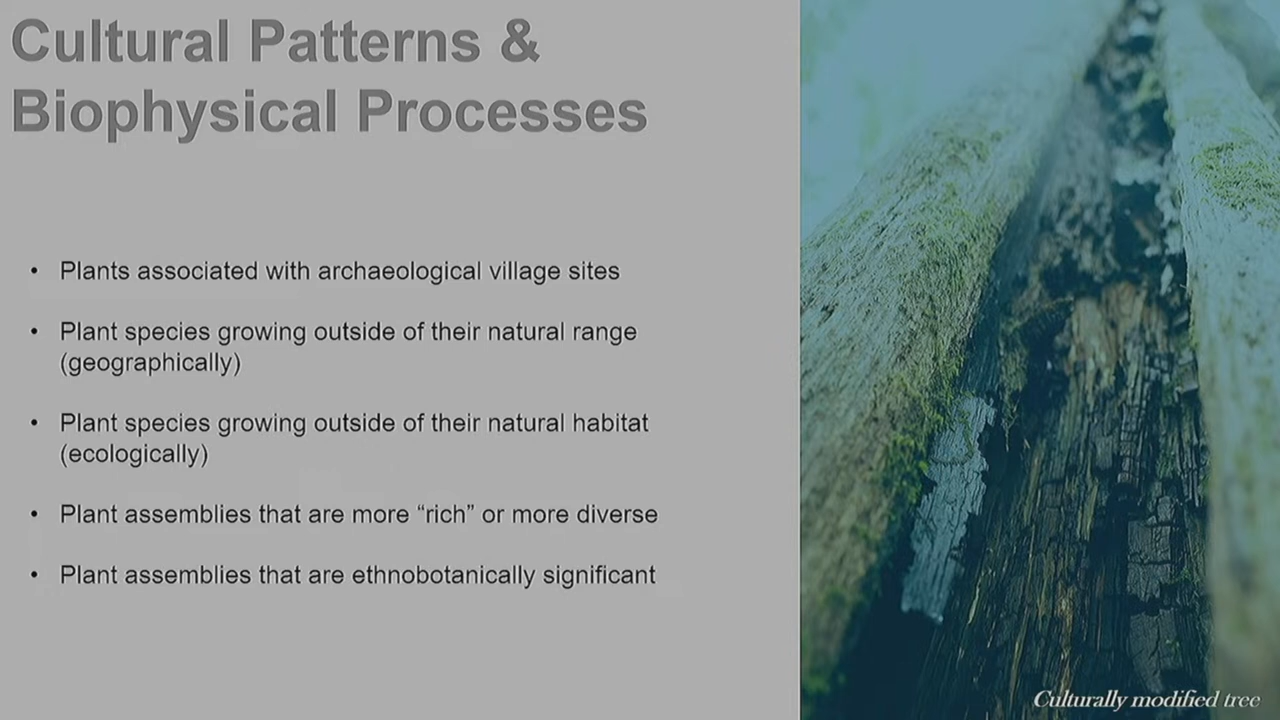 Cultural Patterns &
Biophysical Processes
• Plants associated with archaeological village sites
• Plant species growing outside of their natural range
(geographically)
• Plant species growing outside of their natural habitat
(ecologically)
• Plant assemblies that are more “rich” or more diverse
• Plant assemblies that are ethnobotanically significant
Culturally modified tree